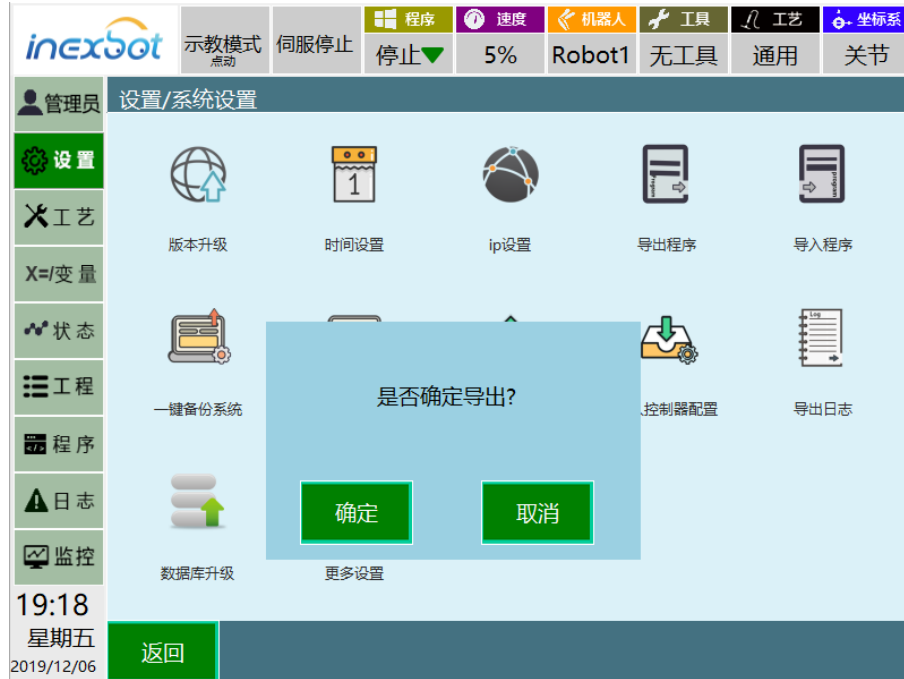 inexbot
示教模式
点动
伺服停止
程序
停止
速度
5%
机器人
Robot1
工具
无工具
工艺
通用
坐标系
关节
管理员
设置/系统设置
设置
工艺
X=/变量
状态
工程
程序
日志
监控
1
Program
program
版本升级
时间设置
ip设置
导出程序
导入程序
Log
一键备份系统
控制器配置
导出日志
是否确定导出?
确定
取消
数据库升级
更多设置
19:18
星期五
2019/12/06
返回